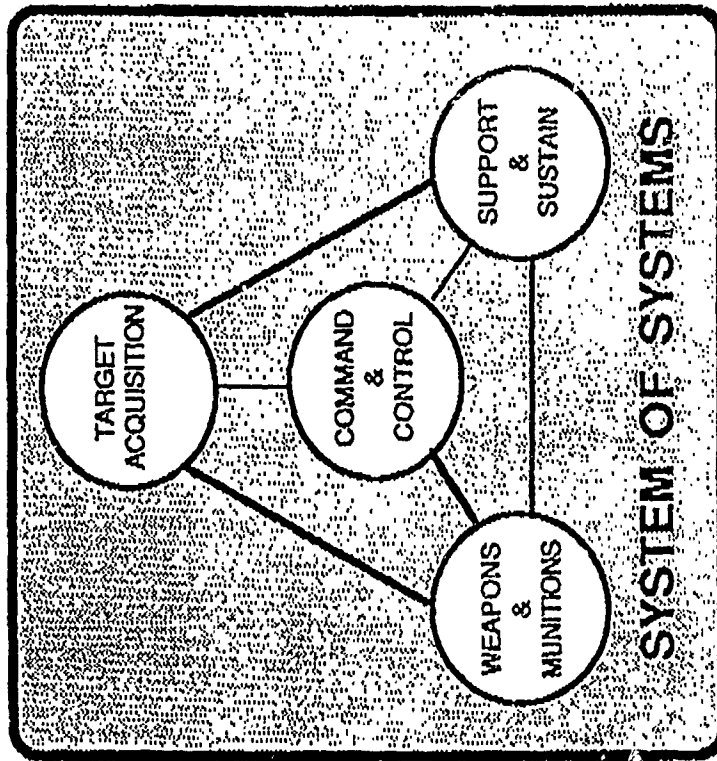 TARGET
ACQUISITION
COMMAND
&
CONTROL
WEAPONS
&
MUNITIONS
SUPPORT
&
SUSTAIN
SYSTEM OF SYSTEMS